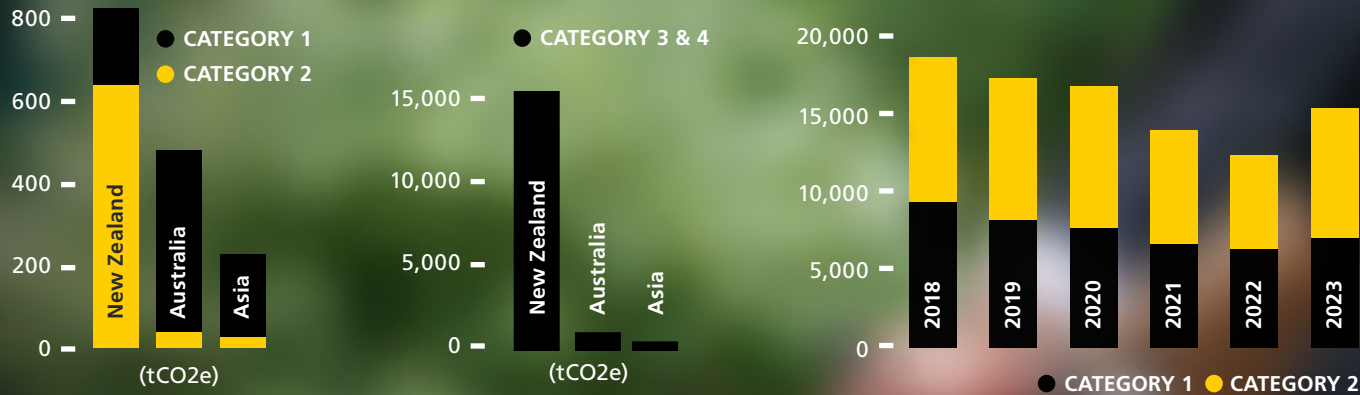 800
600
400
200
0
CATEGORY 1
CATEGORY 2
New Zealand
Australia
Asia
(tCO2e)
CATEGORY 3 & 4
15,000
10,000
5,000
0
New Zealand
Australia
Asia
(tCO2e)
20,000
15,000
10,000
5,000
0
2018
2019
2020
2021
2022
2023
CATEGORY 1
CATEGORY 2